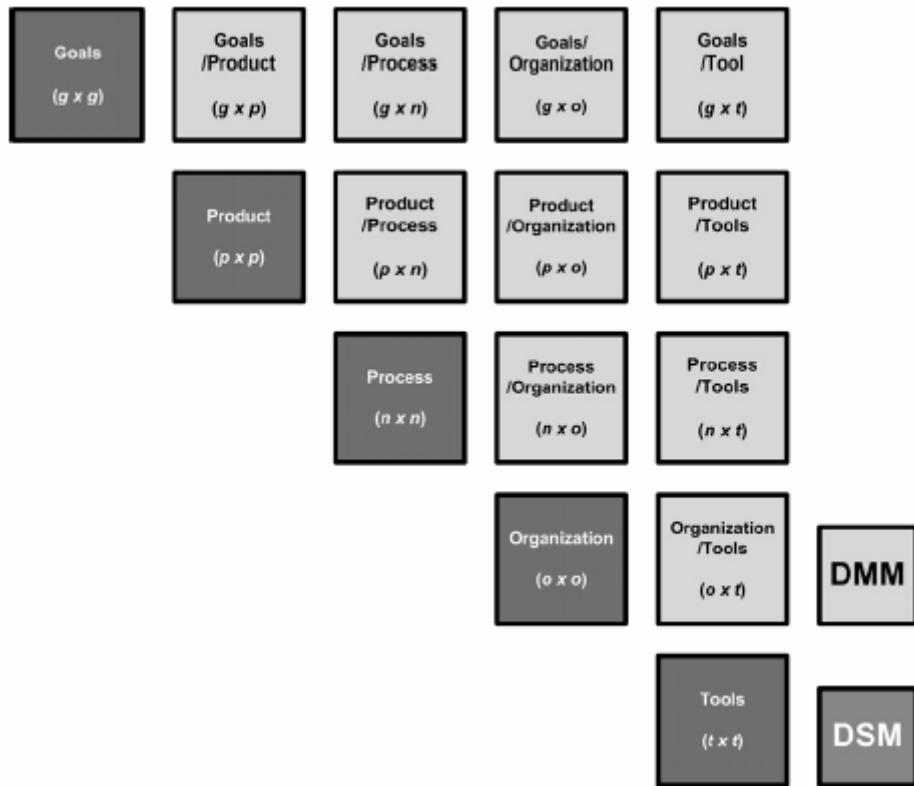 Goals
(g x g)
Goals
/Product
(g x p)
Goals
/Process
(g x n)
Goals/
Organization
(g x o)
Goals
/Tool
(g x t)
Product
(p x p)
Product
/Process
(p x n)
Product
/Organization
(p x o)
Product
/Tools
(p x t)
Process
(n x n)
Process
/Organization
(n x o)
Process
/Tools
(n x t)
Organization
(o x o)
Organization
/Tools
(o x t)
DMM
Tools
(t x t)
DSM